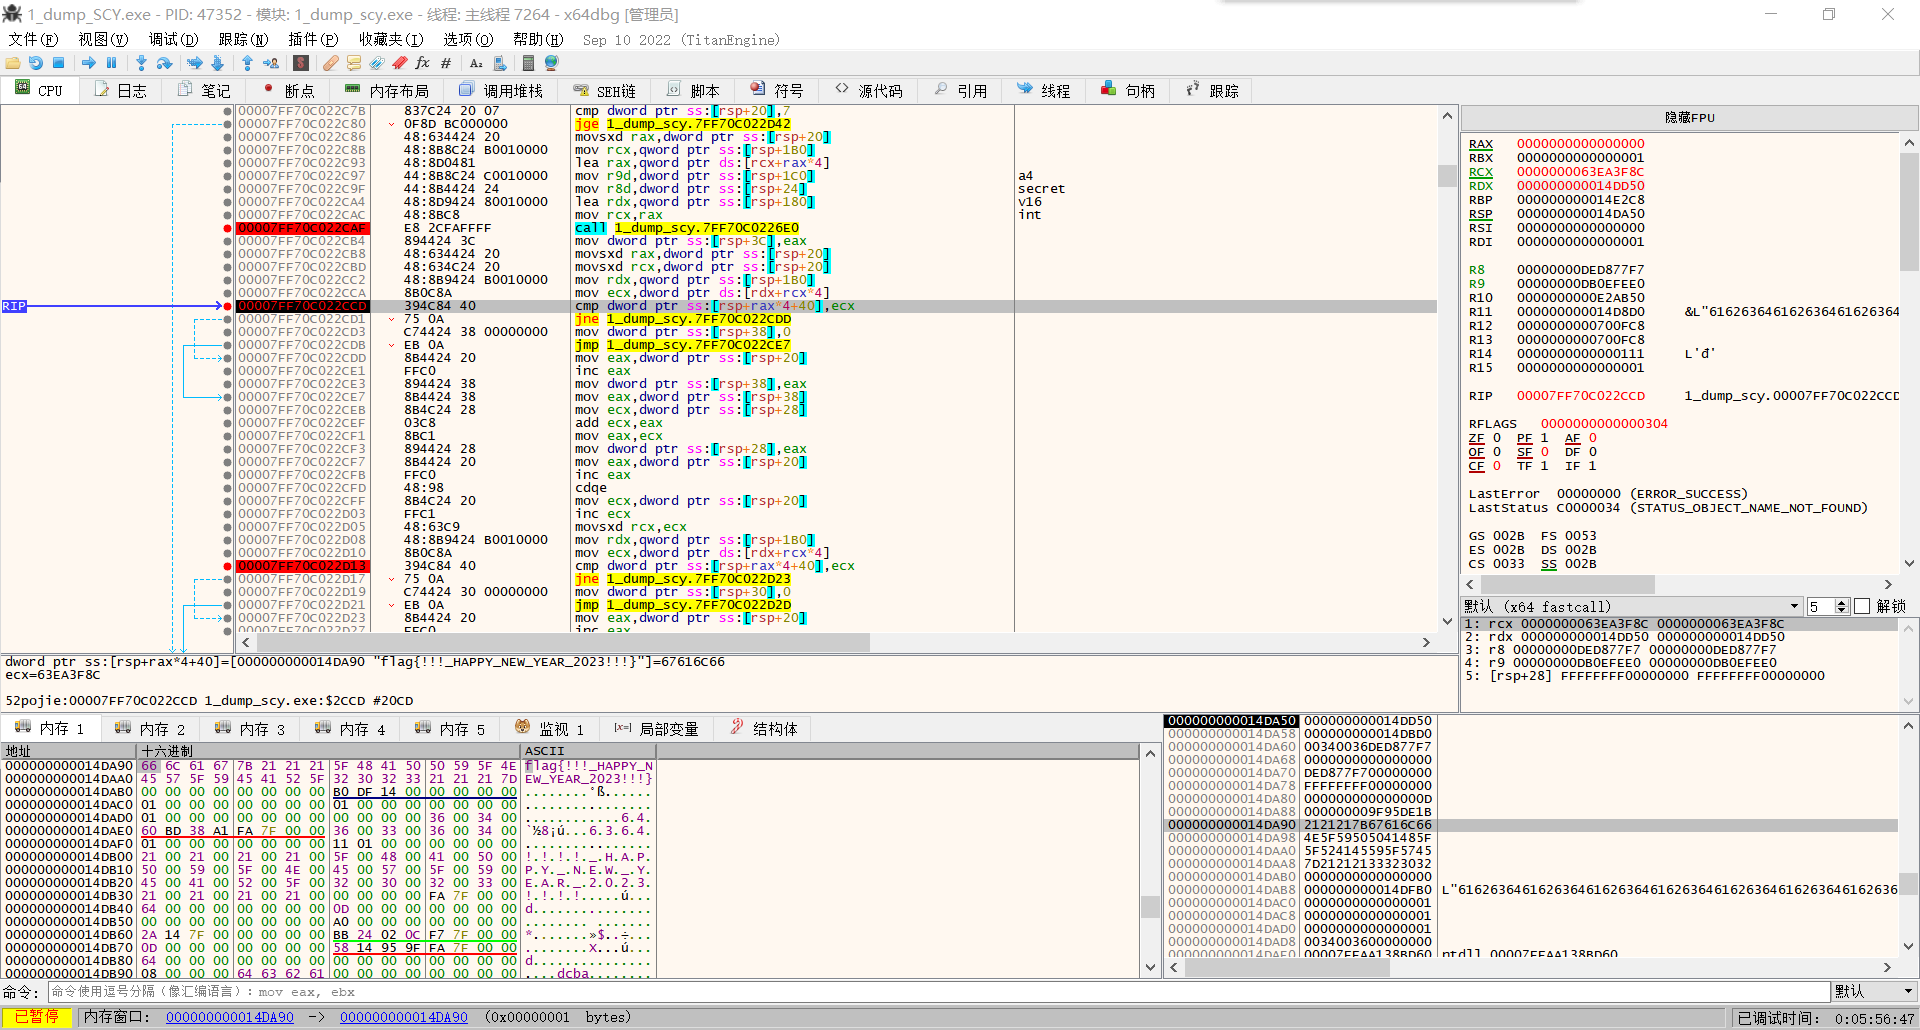 1_dump_SCY.exe - PID: 47352 - 模块: 1_dump_scy.exe - 线程: 主线程 7264 - x64dbg [管理员]
文件(F) 视图(V) 调试(D) 跟踪(N) 插件(P) 收藏夹(I) 选项(O) 帮助(H) Sep 10 2022 (TitanEngine)
CPU 日志 笔记 断点 内存布局 调用堆栈 SEH链 脚本 符号 源代码 引用 线程 句柄 跟踪
00007FF70C022C7B 837C24 20 07 cmp dword ptr ss:[rsp+20],7
00007FF70C022C80 0F8D BC000000 jge 1_dump_scy.7FF70C022D42
00007FF70C022C86 48:634424 20 movsxd rax,dword ptr ss:[rsp+20]
00007FF70C022C8B 48:8B8C24 B0010000 mov rcx,qword ptr ss:[rsp+1B0]
00007FF70C022C93 48:8D0481 lea rax,qword ptr ds:[rcx+rax*4]
00007FF70C022C97 44:8B8C24 C0010000 mov r9d,dword ptr ss:[rsp+1C0] a4
00007FF70C022C9F 44:8B4424 24 mov r8d,dword ptr ss:[rsp+24] secret
00007FF70C022CA4 48:8D9424 80010000 lea rdx,qword ptr ss:[rsp+180] v16
00007FF70C022CAC 48:8BC8 mov rcx,rax int
00007FF70C022CAF E8 2CFAFFFF call 1_dump_scy.7FF70C0226E0
00007FF70C022CB4 894424 3C mov dword ptr ss:[rsp+3C],eax
00007FF70C022CB8 48:634424 20 movsxd rax,dword ptr ss:[rsp+20]
00007FF70C022CBD 48:634C24 20 movsxd rcx,dword ptr ss:[rsp+20]
00007FF70C022CC2 48:8B9424 B0010000 mov rdx,qword ptr ss:[rsp+1B0]
00007FF70C022CCA 8B0C8A mov ecx,dword ptr ds:[rdx+rcx*4]
RIP 00007FF70C022CCD 394C84 40 cmp dword ptr ss:[rsp+rax*4+40],ecx
00007FF70C022CD1 75 0A jne 1_dump_scy.7FF70C022CDD
00007FF70C022CD3 C74424 38 00000000 mov dword ptr ss:[rsp+38],0
00007FF70C022CDB EB 0A jmp 1_dump_scy.7FF70C022CE7
00007FF70C022CDD 8B4424 20 mov eax,dword ptr ss:[rsp+20]
00007FF70C022CE1 FFC0 inc eax
00007FF70C022CE3 894424 38 mov dword ptr ss:[rsp+38],eax
00007FF70C022CE7 8B4424 38 mov eax,dword ptr ss:[rsp+38]
00007FF70C022CEB 8B4C24 28 mov ecx,dword ptr ss:[rsp+28]
00007FF70C022CEF 03C8 add ecx,eax
00007FF70C022CF1 8BC1 mov eax,ecx
00007FF70C022CF3 894424 28 mov dword ptr ss:[rsp+28],eax
00007FF70C022CF7 8B4424 20 mov eax,dword ptr ss:[rsp+20]
00007FF70C022CFB FFC0 inc eax
00007FF70C022CFD 48:98 cdqe
00007FF70C022CFF 8B4C24 20 mov ecx,dword ptr ss:[rsp+20]
00007FF70C022D03 FFC1 inc ecx
00007FF70C022D05 48:63C9 movsxd rcx,ecx
00007FF70C022D08 48:8B9424 B0010000 mov rdx,qword ptr ss:[rsp+1B0]
00007FF70C022D10 8B0C8A mov ecx,dword ptr ds:[rdx+rcx*4]
00007FF70C022D13 394C84 40 cmp dword ptr ss:[rsp+rax*4+40],ecx
00007FF70C022D17 75 0A jne 1_dump_scy.7FF70C022D23
00007FF70C022D19 C74424 30 00000000 mov dword ptr ss:[rsp+30],0
00007FF70C022D21 EB 0A jmp 1_dump_scy.7FF70C022D2D
00007FF70C022D23 8B4424 20 mov eax,dword ptr ss:[rsp+20]
00007FF70C022D27 FFC0 inc eax
隐藏FPU
RAX 0000000000000000
RBX 0000000000000001
RCX 0000000063EA3F8C
RDX 000000000014DD50
RBP 000000000014E2C8
RSP 000000000014DA50
RSI 0000000000000000
RDI 0000000000000001
R8 00000000DED877F7
R9 00000000DB0EFEE0
R10 0000000000E2AB50
R11 000000000014D8D0 &L"616263646162636461626364
R12 0000000000700FC8
R13 0000000000700FC8
R14 0000000000000111 L'đ'
R15 0000000000000001
RIP 00007FF70C022CCD 1_dump_scy.00007FF70C022CCD
RFLAGS 0000000000000304
ZF 0 PF 1 AF 0
OF 0 SF 0 DF 0
CF 0 TF 1 IF 1
LastError 00000000 (ERROR_SUCCESS)
LastStatus C0000034 (STATUS_OBJECT_NAME_NOT_FOUND)
GS 002B FS 0053
ES 002B DS 002B
CS 0033 SS 002B
默认 (x64 fastcall) 5 解锁
1: rcx 0000000063EA3F8C 0000000063EA3F8C
2: rdx 000000000014DD50 000000000014DD50
3: r8 00000000DED877F7 00000000DED877F7
4: r9 00000000DB0EFEE0 00000000DB0EFEE0
5: [rsp+28] FFFFFFFF00000000 FFFFFFFF00000000
dword ptr ss:[rsp+rax*4+40]=[000000000014DA90 "flag{!!!_HAPPY_NEW_YEAR_2023!!!}"]=67616C66
ecx=63EA3F8C
52pojie:00007FF70C022CCD 1_dump_scy.exe:$2CCD #20CD
内存 1 内存 2 内存 3 内存 4 内存 5 监视 1 局部变量 结构体
地址 十六进制 ASCII
000000000014DA90 66 6C 61 67 7B 21 21 21 5F 48 41 50 50 59 5F 4E flag{!!!_HAPPY_N
000000000014DAA0 45 57 5F 59 45 41 52 5F 32 30 32 33 21 21 21 7D EW_YEAR_2023!!!}
000000000014DAB0 00 00 00 00 00 00 00 00 B0 DF 14 00 00 00 00 00 ........°ß......
000000000014DAC0 01 00 00 00 00 00 00 00 01 00 00 00 00 00 00 00 ................
000000000014DAD0 01 00 00 00 00 00 00 00 00 00 00 00 36 00 34 00 ............6.4.
000000000014DAE0 60 BD 38 A1 FA 7F 00 00 36 00 33 00 36 00 34 00 `½8¡ú...6.3.6.4.
000000000014DAF0 01 00 00 00 00 00 00 00 11 01 00 00 00 00 00 00 ................
000000000014DB00 21 00 21 00 21 00 21 00 5F 00 48 00 41 00 50 00 !.!.!.!._.H.A.P.
000000000014DB10 50 00 59 00 5F 00 4E 00 45 00 57 00 5F 00 59 00 P.Y._.N.E.W._.Y.
000000000014DB20 45 00 41 00 52 00 5F 00 32 00 30 00 32 00 33 00 E.A.R._.2.0.2.3.
000000000014DB30 21 00 21 00 21 00 21 00 00 00 00 00 FA 7F 00 00 !.!.!.!.....ú...
000000000014DB40 64 00 00 00 00 00 00 00 0D 00 00 00 00 00 00 00 d...............
000000000014DB50 00 00 00 00 00 00 00 00 A0 00 00 00 00 00 00 00
000000000014DB60 2A 14 7F 00 00 00 00 00 BB 24 02 0C F7 7F 00 00 *.......»$..÷...
000000000014DB70 0D 00 00 00 00 00 00 00 58 14 95 9F FA 7F 00 00 ........X...ú...
000000000014DB80 64 00 00 00 00 00 00 00 00 00 00 00 00 00 00 00 d...............
000000000014DB90 08 00 00 00 64 63 62 61 00 00 00 00 00 00 00 00 ....dcba........
000000000014DA50 000000000014DD50
000000000014DA58 000000000014DBD0
000000000014DA60 00340036DED877F7
000000000014DA68 0000000000000000
000000000014DA70 DED877F700000000
000000000014DA78 FFFFFFFF00000000
000000000014DA80 000000000000000D
000000000014DA88 000000009F95DE1B
000000000014DA90 2121217B67616C66
000000000014DA98 4E5F59505041485F
000000000014DAA0 5F524145595F5745
000000000014DAA8 7D21212133323032
000000000014DAB0 0000000000000000
000000000014DAB8 000000000014DFB0 L"616263646162636461626364616263646162636461626364616263646162636
000000000014DAC0 0000000000000001
000000000014DAC8 0000000000000001
000000000014DAD0 0000000000000001
000000000014DAD8 0034003600000000
000000000014DAE0 00007FFAA138BD60 ntdll.00007FFAA138BD60
命令: 命令使用逗号分隔（像汇编语言）: mov eax, ebx 默认
已暂停 内存窗口: 000000000014DA90 -> 000000000014DA90 (0x00000001 bytes) 已调试时间: 0:05:56:47